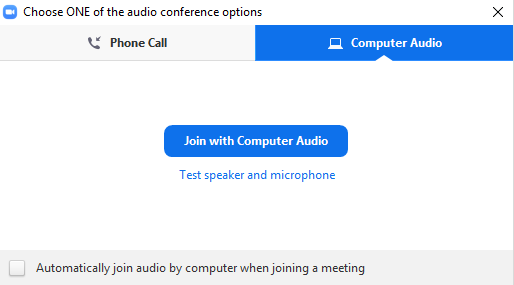 Choose ONE of the audio conference options
Phone Call
Computer Audio
Join with Computer Audio
Test speaker and microphone
Automatically join audio by computer when joining a meeting